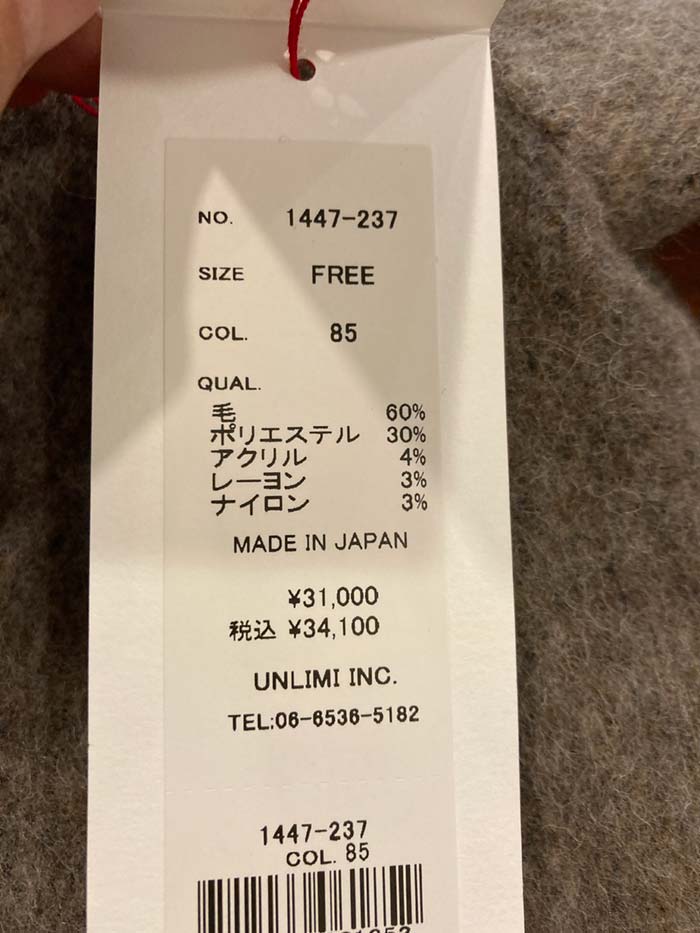 NO. 1447-237
SIZE FREE
COL. 85
QUAL.
毛 60%
ポリエステル 30%
アクリル 4%
レーヨン 3%
ナイロン 3%
MADE IN JAPAN
¥31,000
税込 ¥34,100
UNLIMI INC.
TEL:06-6536-5182
1447-237
COL. 85